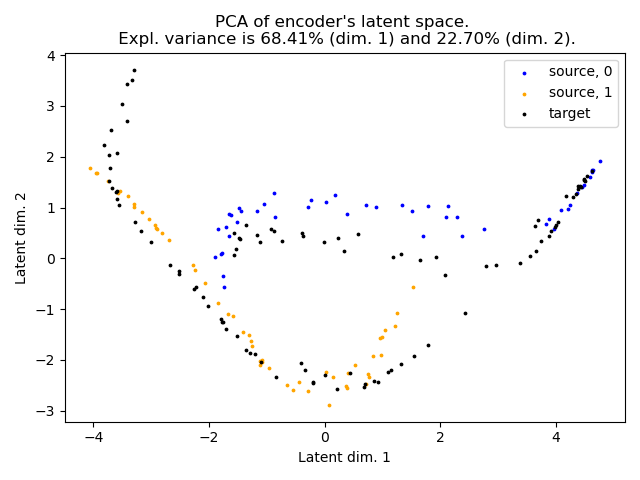 PCA of encoder's latent space.
Expl. variance is 68.41% (dim. 1) and 22.70% (dim. 2).
source, 0
source, 1
target
4
3
2
1
0
−1
−2
−3
Latent dim. 2
−4
−2
0
2
4
Latent dim. 1